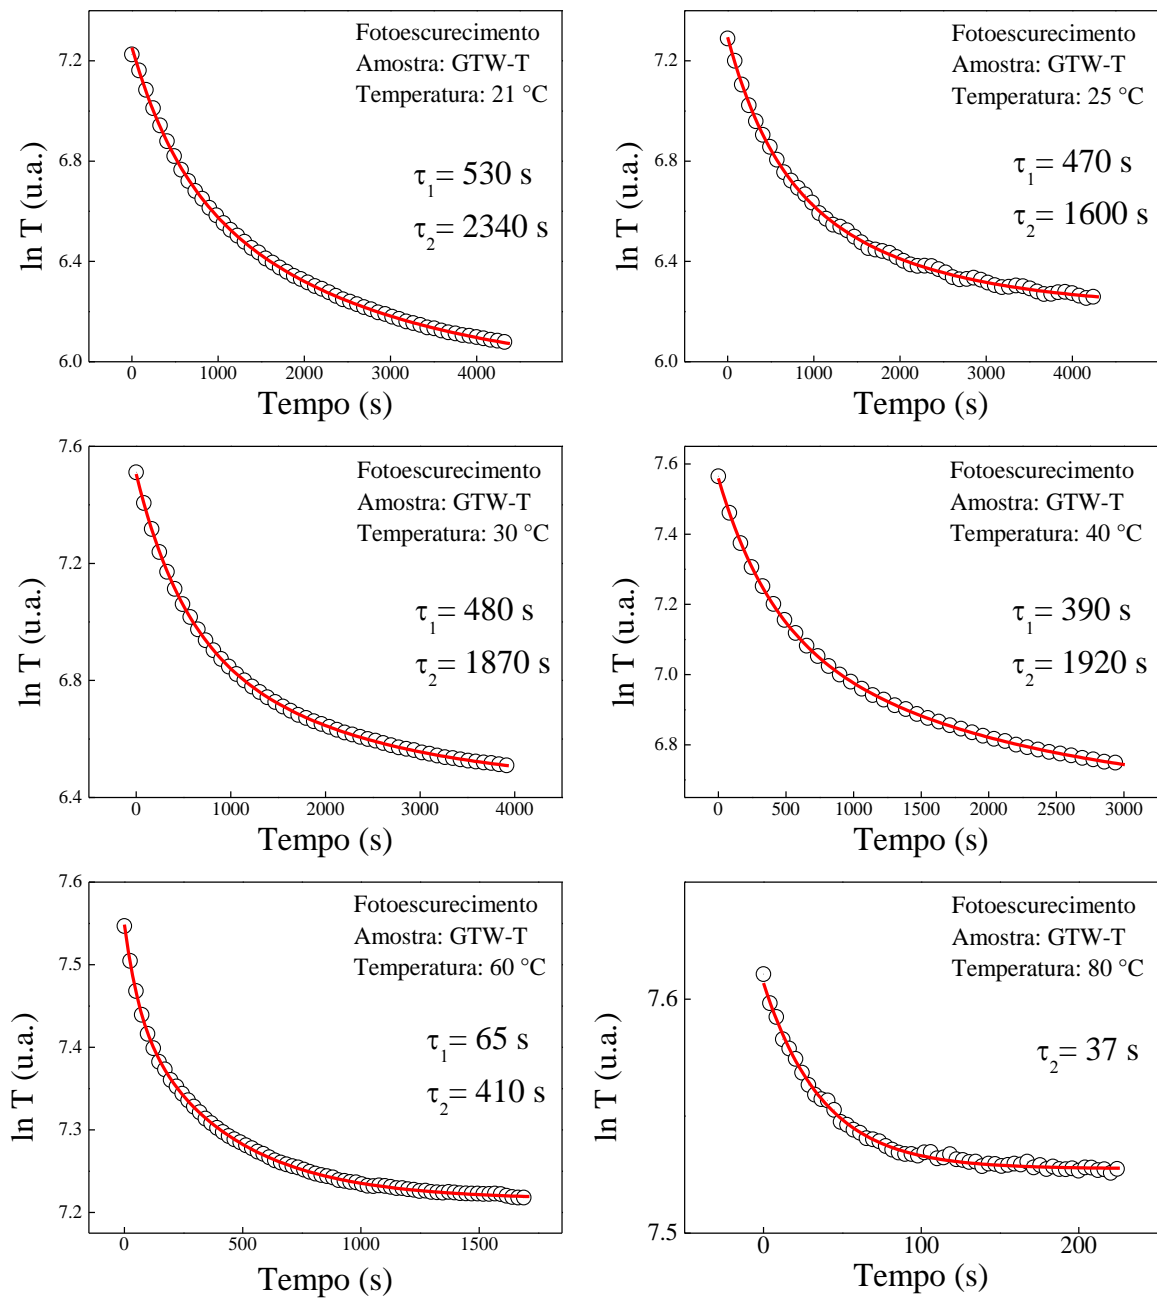 Fotoescurecimento
Amostra: GTW-T
Temperatura: 21 °C
τ1= 530 s
τ2= 2340 s
7.2
6.8
6.4
6.0
0 1000 2000 3000 4000
ln T (u.a.)
Tempo (s)
Fotoescurecimento
Amostra: GTW-T
Temperatura: 25 °C
τ1= 470 s
τ2= 1600 s
7.2
6.8
6.4
6.0
0 1000 2000 3000 4000
ln T (u.a.)
Tempo (s)
Fotoescurecimento
Amostra: GTW-T
Temperatura: 30 °C
τ1= 480 s
τ2= 1870 s
7.6
7.2
6.8
6.4
0 1000 2000 3000 4000
ln T (u.a.)
Tempo (s)
Fotoescurecimento
Amostra: GTW-T
Temperatura: 40 °C
τ1= 390 s
τ2= 1920 s
7.6
7.4
7.2
7.0
6.8
0 500 1000 1500 2000 2500 3000
ln T (u.a.)
Tempo (s)
Fotoescurecimento
Amostra: GTW-T
Temperatura: 60 °C
τ1= 65 s
τ2= 410 s
7.6
7.5
7.4
7.3
7.2
0 500 1000 1500
ln T (u.a.)
Tempo (s)
Fotoescurecimento
Amostra: GTW-T
Temperatura: 80 °C
τ2= 37 s
7.6
7.5
0 100 200
ln T (u.a.)
Tempo (s)